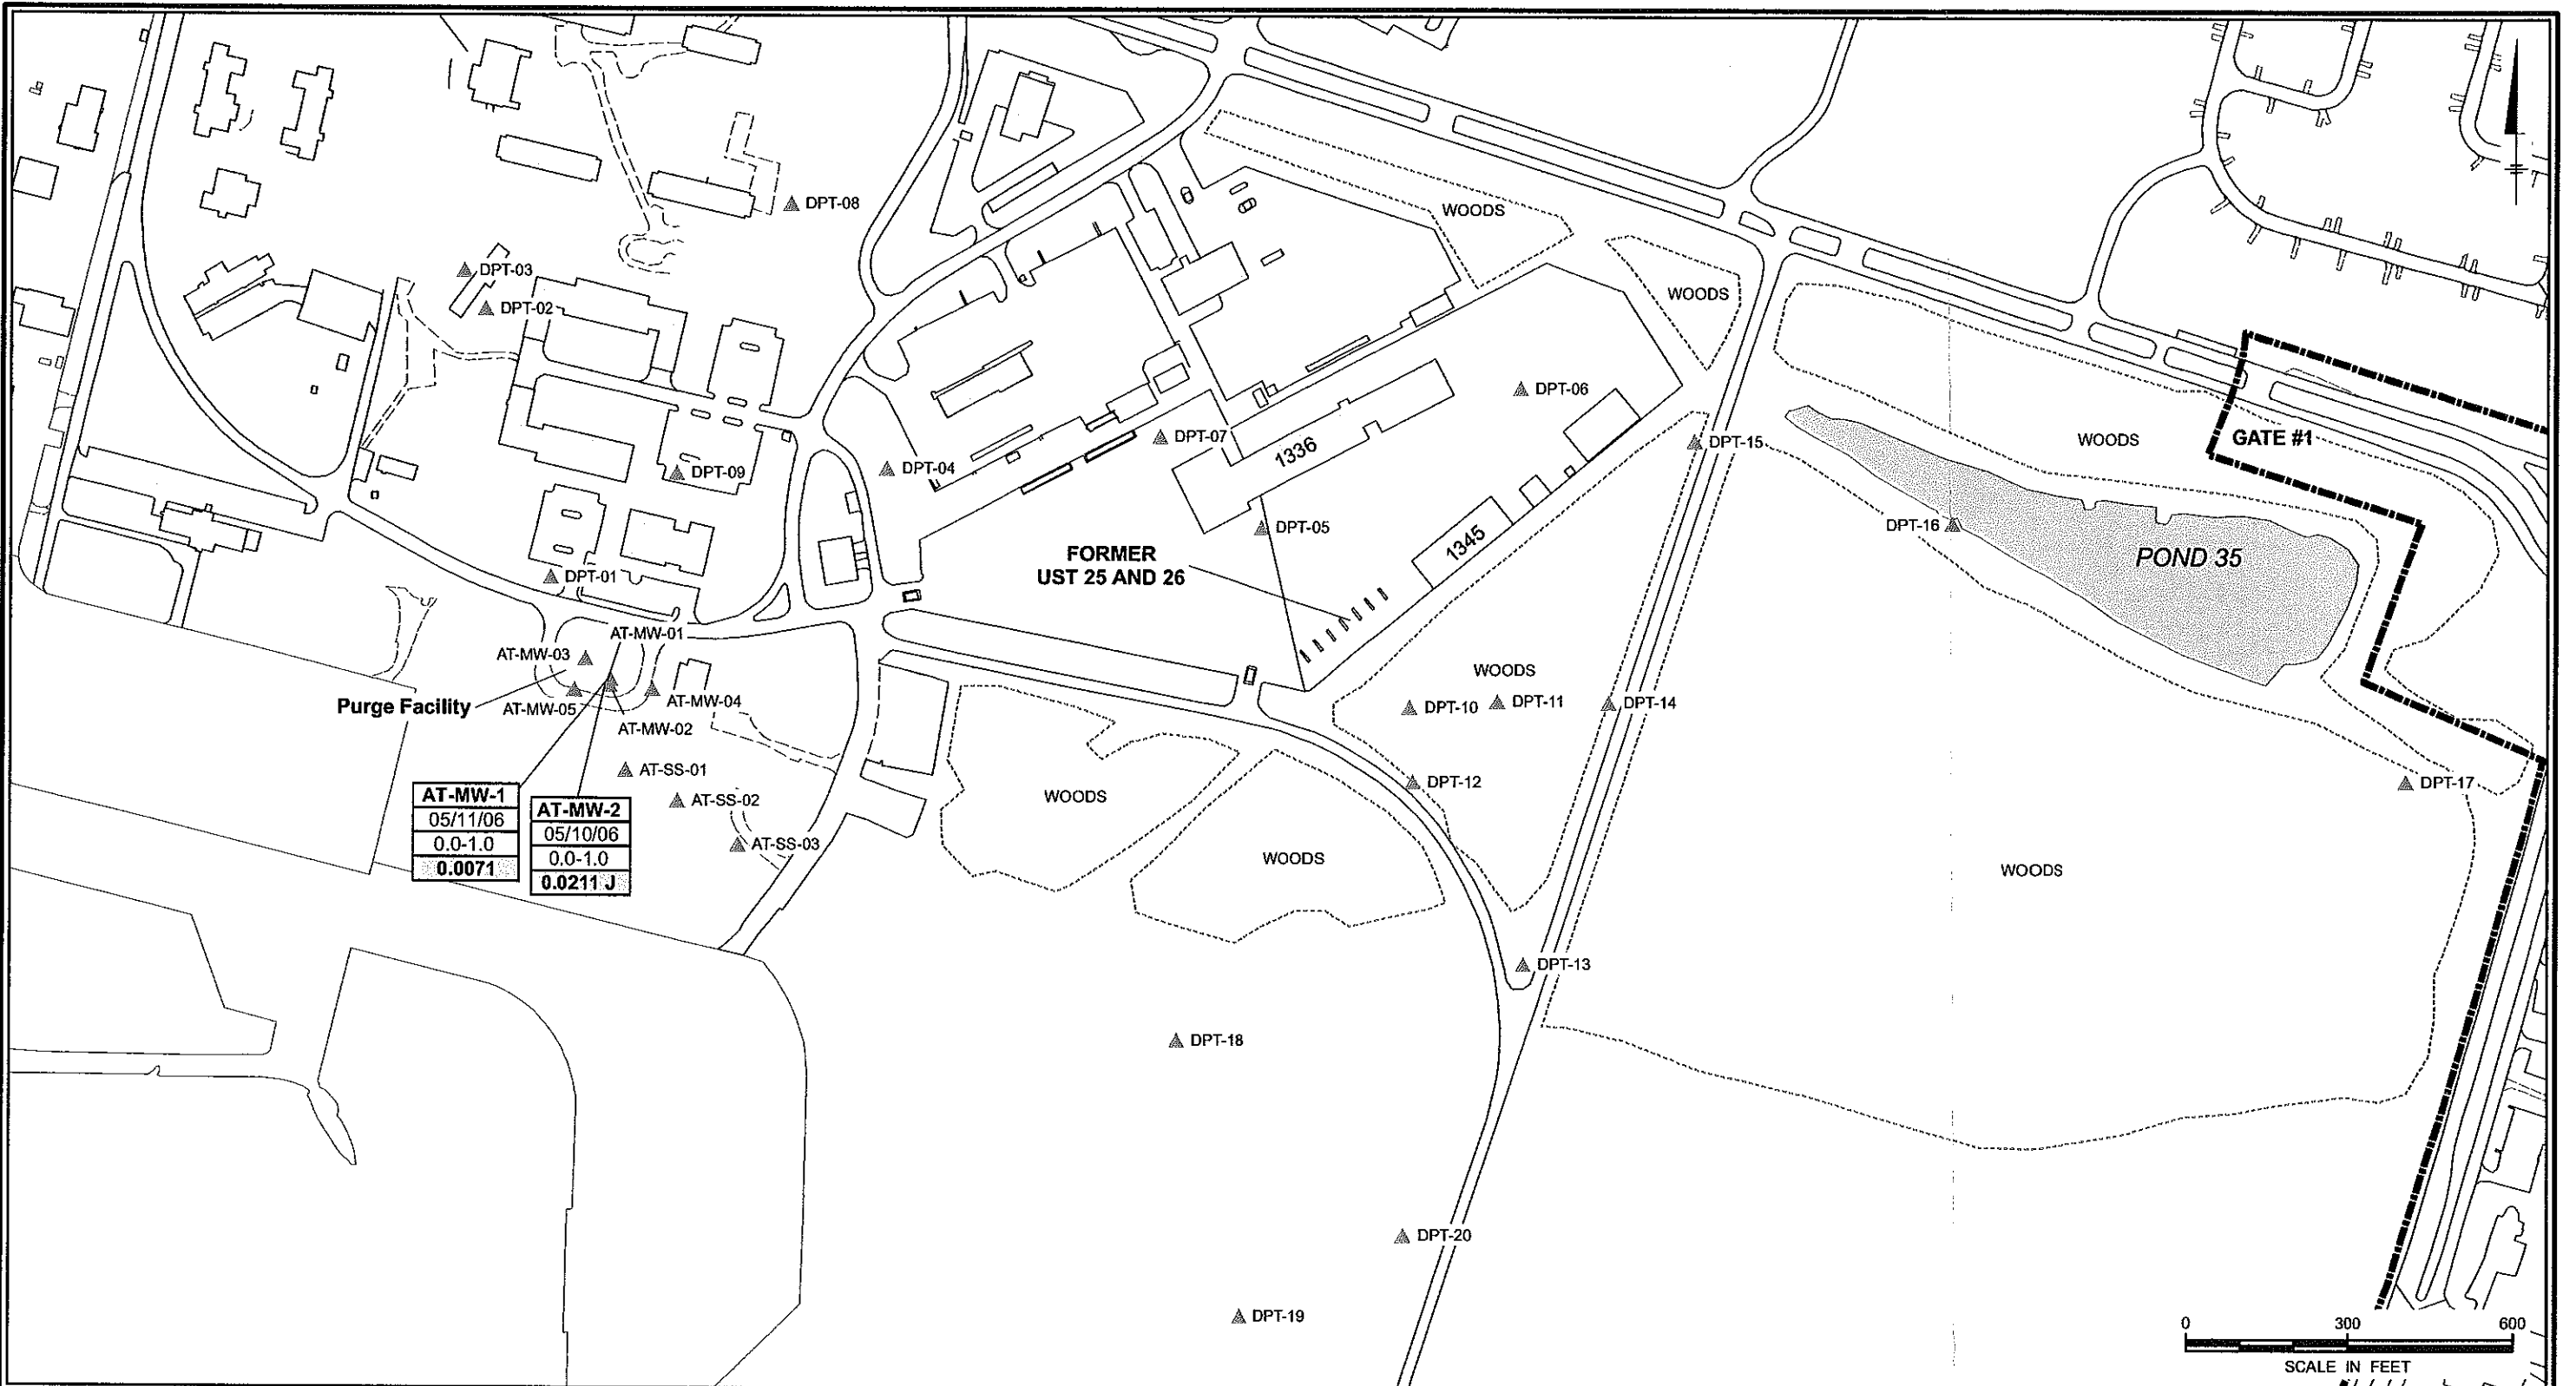 DPT-08
WOODS
DPT-03
DPT-02
WOODS
DPT-06
DPT-07
DPT-15
WOODS
GATE #1
DPT-04
DPT-09
1336
DPT-05
1345
DPT-16
POND 35
FORMER
UST 25 AND 26
DPT-01
AT-MW-01
AT-MW-03
Purge Facility
AT-MW-05
AT-MW-04
AT-MW-02
WOODS
DPT-10
DPT-11
DPT-14
AT-SS-01
AT-SS-02
AT-SS-03
AT-MW-1
05/11/06
0.0-1.0
0.0071
AT-MW-2
05/10/06
0.0-1.0
0.0211 J
WOODS
DPT-12
DPT-17
WOODS
WOODS
DPT-13
DPT-18
DPT-20
DPT-19
0 300 600
SCALE IN FEET